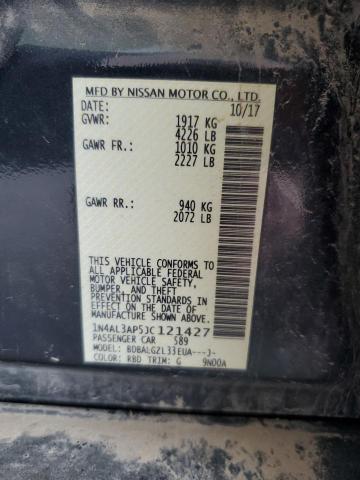 MFD BY NISSAN MOTOR CO., LTD.
DATE: 10/17
GVWR: 1917 KG
4226 LB
GAWR FR.: 1010 KG
2227 LB
GAWR RR.: 940 KG
2072 LB
THIS VEHICLE CONFORMS TO
ALL APPLICABLE FEDERAL
MOTOR VEHICLE SAFETY,
BUMPER, AND THEFT
PREVENTION STANDARDS IN
EFFECT ON THE DATE OF
MANUFACTURE SHOWN ABOVE.
1N4AL3AP5JC121427
PASSENGER CAR 589
MODEL: BDBALGZL33EUA---J-
COLOR: RBD TRIM: G 9N00A